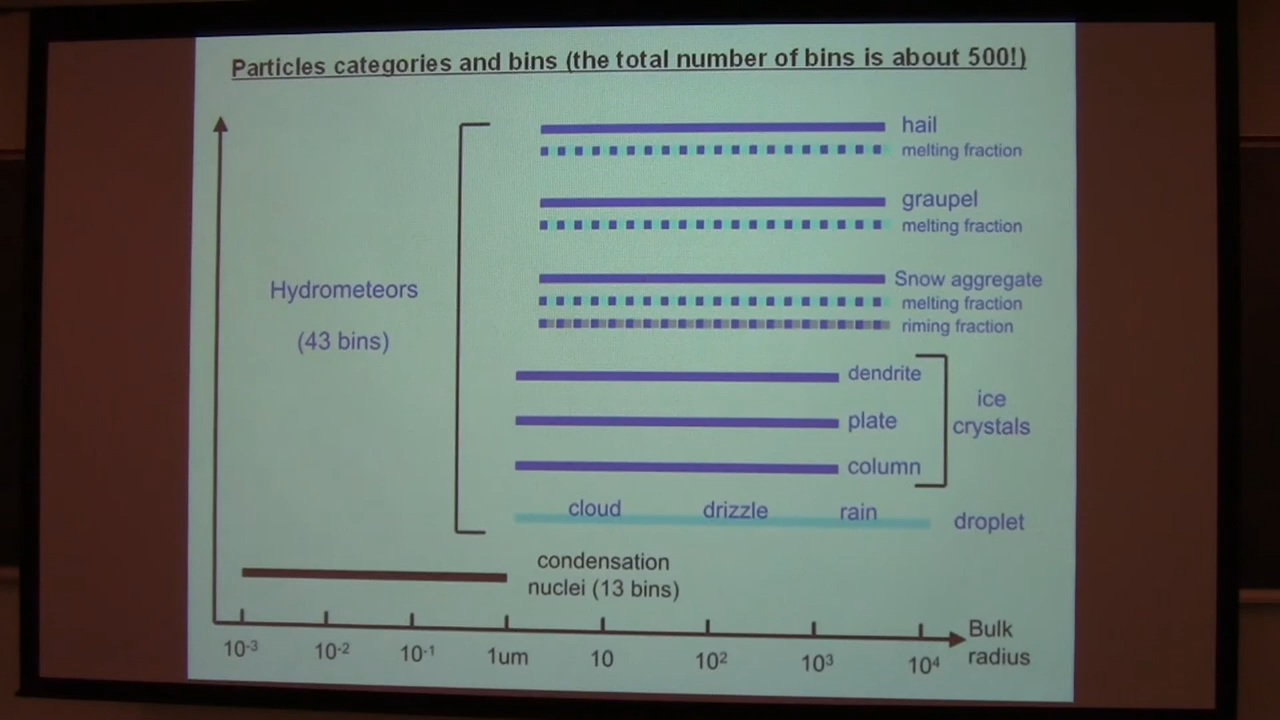 Particles categories and bins (the total number of bins is about 500!)
hail
melting fraction
graupel
melting fraction
Hydrometeors
(43 bins)
Snow aggregate
melting fraction
riming fraction
dendrite
plate
column
ice
crystals
cloud drizzle rain droplet
condensation
nuclei (13 bins)
10⁻³ 10⁻² 10⁻¹ 1um 10 10² 10³ 10⁴
Bulk
radius